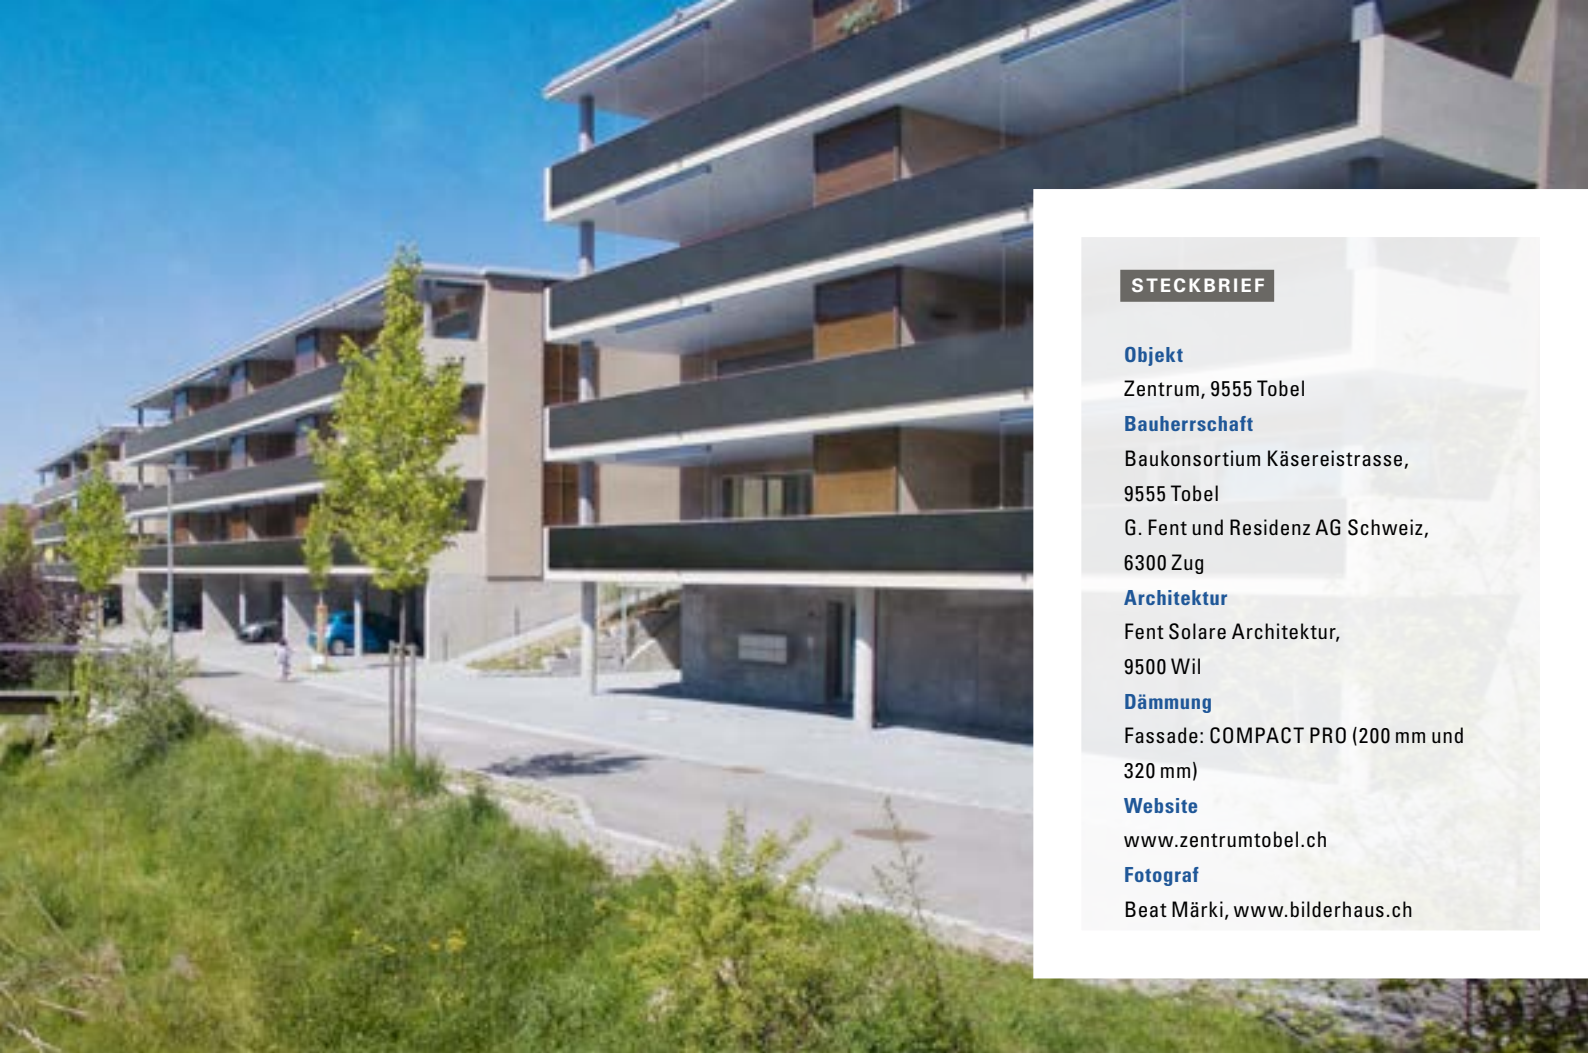 STECKBRIEF
Objekt
Zentrum, 9555 Tobel
Bauherrschaft
Baukonsortium Käsereistrasse,
9555 Tobel
G. Fent und Residenz AG Schweiz,
6300 Zug
Architektur
Fent Solare Architektur,
9500 Wil
Dämmung
Fassade: COMPACT PRO (200 mm und
320 mm)
Website
www.zentrumtobel.ch
Fotograf
Beat Märki, www.bilderhaus.ch